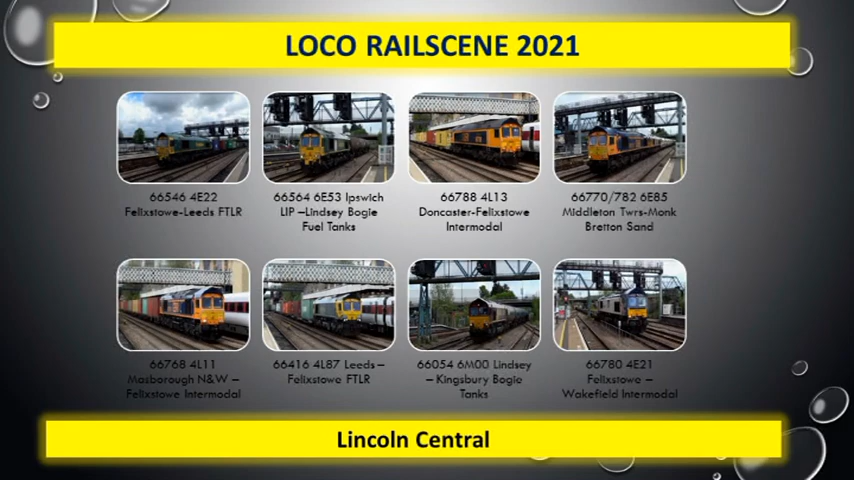 LOCO RAILSCENE 2021
66546 4E22
Felixstowe-Leeds FTLR
66564 6E53 Ipswich
LIP –Lindsey Bogie
Fuel Tanks
66788 4L13
Doncaster-Felixstowe
Intermodal
66770/782 6E85
Middleton Twrs-Monk
Bretton Sand
66768 4L11
Masborough N&W –
Felixstowe Intermodal
66416 4L87 Leeds –
Felixstowe FTLR
66054 6M00 Lindsey
– Kingsbury Bogie
Tanks
66780 4E21
Felixstowe –
Wakefield Intermodal
Lincoln Central